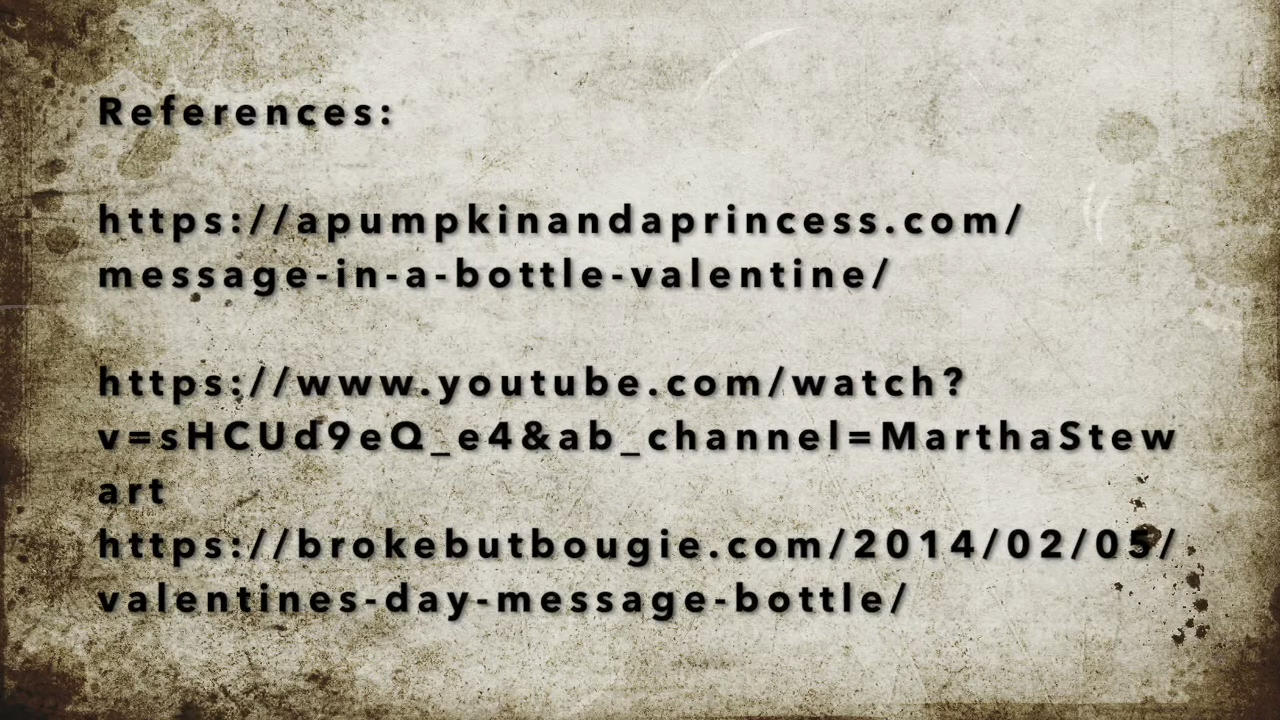 References:
https://apumpkinandaprincess.com/
message-in-a-bottle-valentine/
https://www.youtube.com/watch?
v=sHCUd9eQ_e4&ab_channel=MarthaStew
art
https://brokebutbougie.com/2014/02/05/
valentines-day-message-bottle/